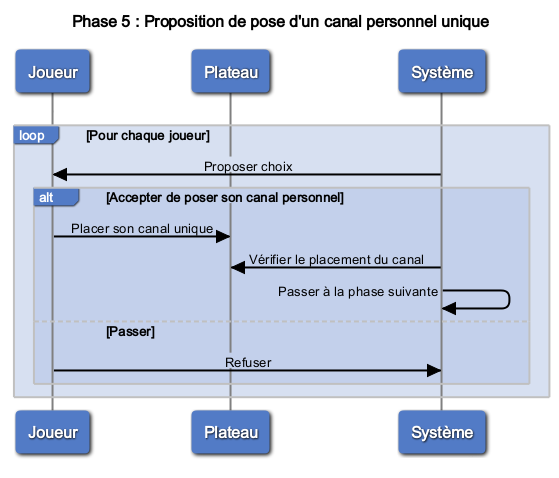 Phase 5 : Proposition de pose d'un canal personnel unique
Joueur Plateau Système
loop [Pour chaque joueur]
Proposer choix
alt [Accepter de poser son canal personnel]
Placer son canal unique
Vérifier le placement du canal
Passer à la phase suivante
[Passer]
Refuser
Joueur Plateau Système